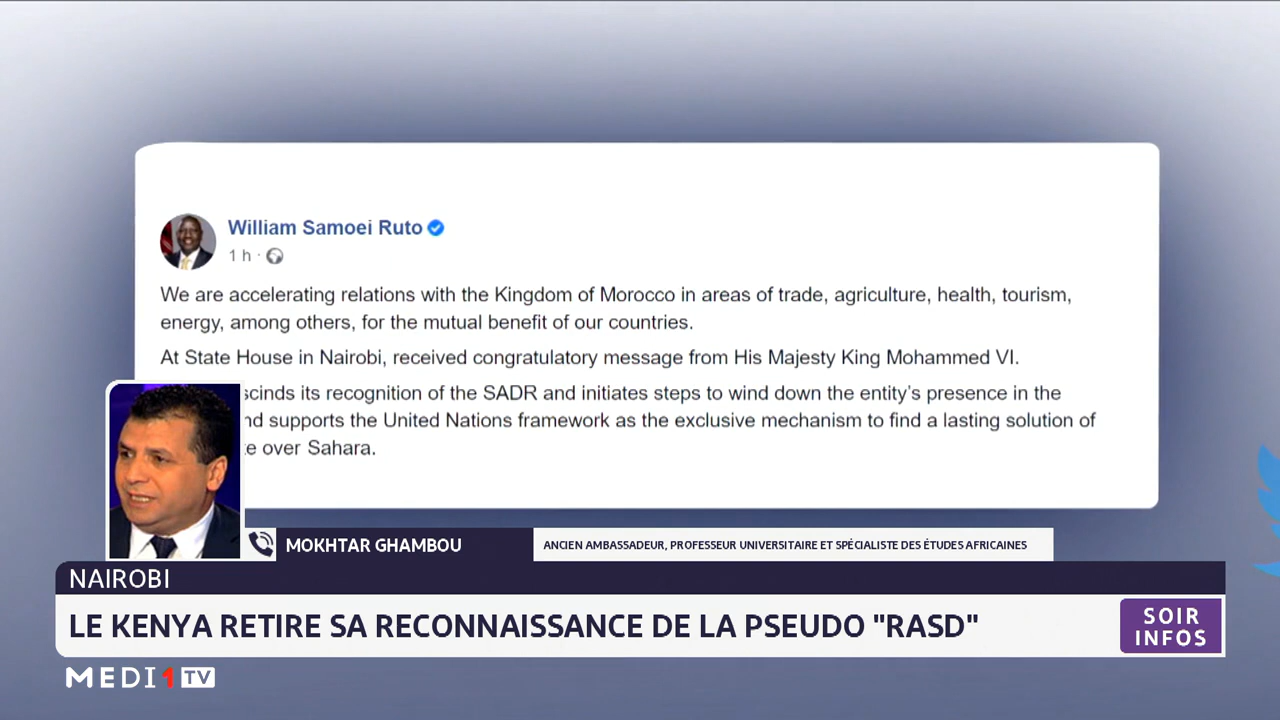 William Samoei Ruto
1 h ·
We are accelerating relations with the Kingdom of Morocco in areas of trade, agriculture, health, tourism,
energy, among others, for the mutual benefit of our countries.
At State House in Nairobi, received congratulatory message from His Majesty King Mohammed VI.
its recognition of the SADR and initiates steps to wind down the entity's presence in the
supports the United Nations framework as the exclusive mechanism to find a lasting solution of
over Sahara.
MOKHTAR GHAMBOU
ANCIEN AMBASSADEUR, PROFESSEUR UNIVERSITAIRE ET SPÉCIALISTE DES ÉTUDES AFRICAINES
NAIROBI
LE KENYA RETIRE SA RECONNAISSANCE DE LA PSEUDO "RASD"
SOIR
INFOS
MEDI1 TV